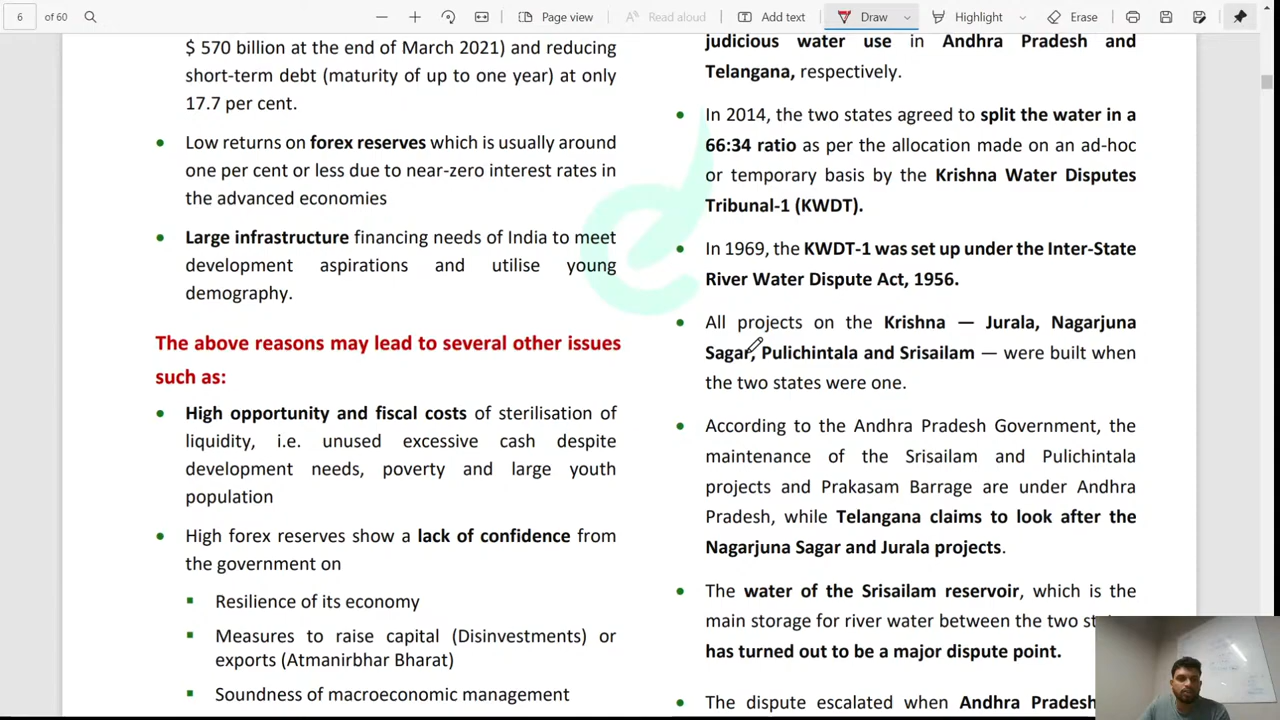 6 of 60
Page view
Read aloud
Add text
Draw
Highlight
Erase
$ 570 billion at the end of March 2021) and reducing
short-term debt (maturity of up to one year) at only
17.7 per cent.
Low returns on forex reserves which is usually around
one per cent or less due to near-zero interest rates in
the advanced economies
Large infrastructure financing needs of India to meet
development aspirations and utilise young
demography.
The above reasons may lead to several other issues
such as:
High opportunity and fiscal costs of sterilisation of
liquidity, i.e. unused excessive cash despite
development needs, poverty and large youth
population
High forex reserves show a lack of confidence from
the government on
Resilience of its economy
Measures to raise capital (Disinvestments) or
exports (Atmanirbhar Bharat)
Soundness of macroeconomic management
judicious water use in Andhra Pradesh and
Telangana, respectively.
In 2014, the two states agreed to split the water in a
66:34 ratio as per the allocation made on an ad-hoc
or temporary basis by the Krishna Water Disputes
Tribunal-1 (KWDT).
In 1969, the KWDT-1 was set up under the Inter-State
River Water Dispute Act, 1956.
All projects on the Krishna — Jurala, Nagarjuna
Sagar, Pulichintala and Srisailam — were built when
the two states were one.
According to the Andhra Pradesh Government, the
maintenance of the Srisailam and Pulichintala
projects and Prakasam Barrage are under Andhra
Pradesh, while Telangana claims to look after the
Nagarjuna Sagar and Jurala projects.
The water of the Srisailam reservoir, which is the
main storage for river water between the two
has turned out to be a major dispute point.
The dispute escalated when Andhra Pradesh